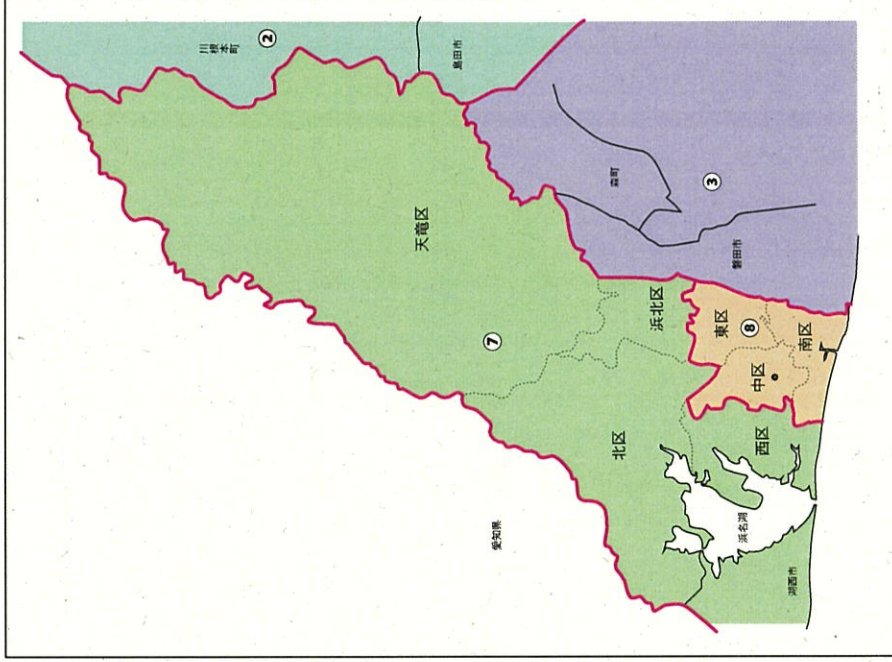 川根
本町
②
島田市
天竜区
森町
③
⑦
磐田市
浜北区
東区
⑧
南区
中区
北区
西区
愛知県
浜名湖
湖西市